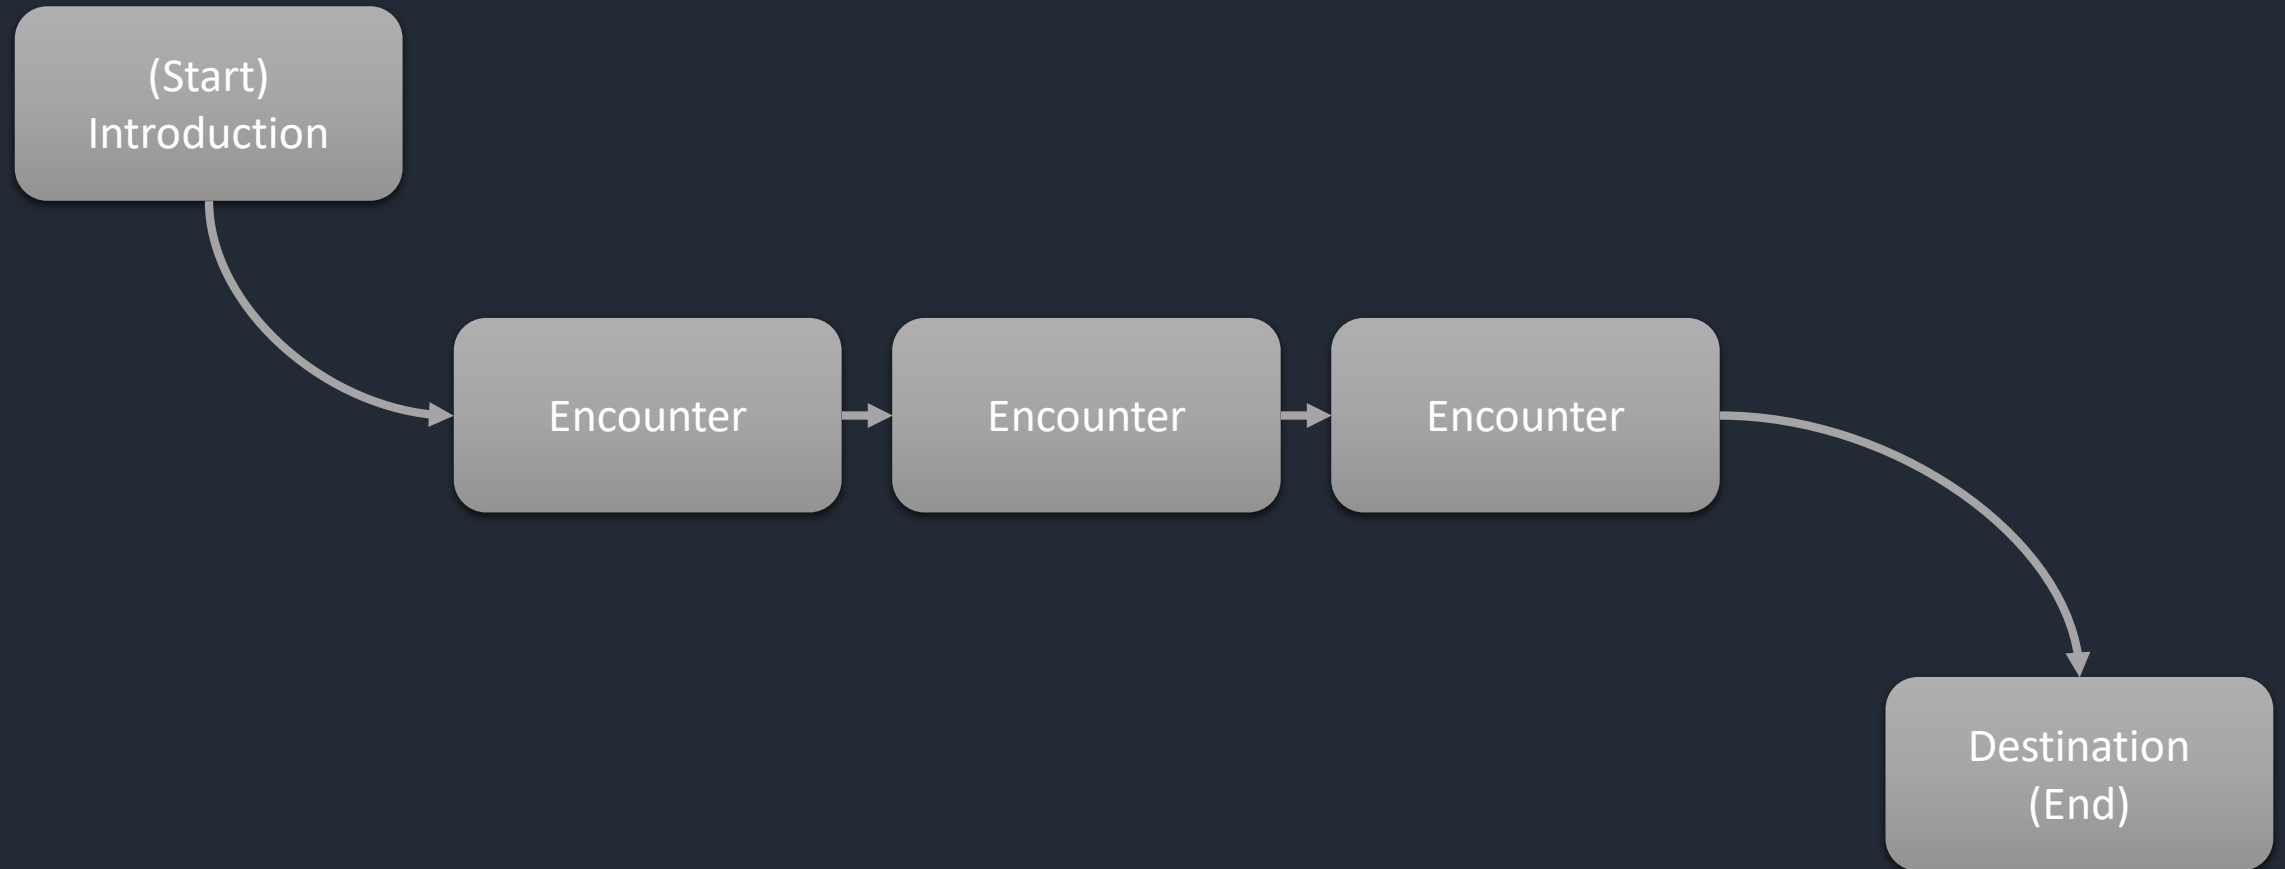 (Start)
Introduction
Encounter
Encounter
Encounter
Destination
(End)